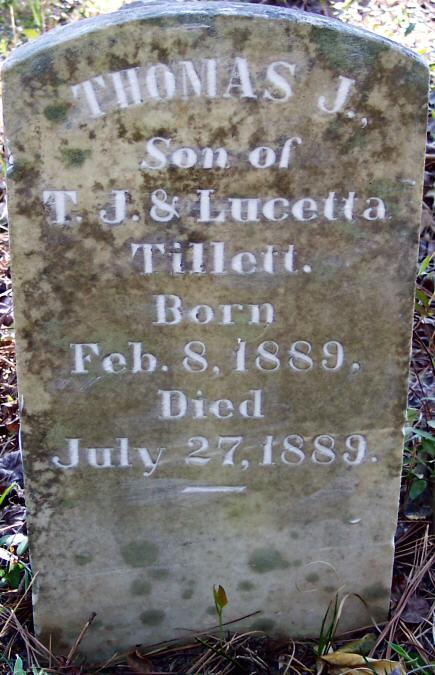 THOMAS J.,
Son of
T. J. & Lucetta
Tillett.
Born
Feb. 8, 1889,
Died
July 27, 1889.